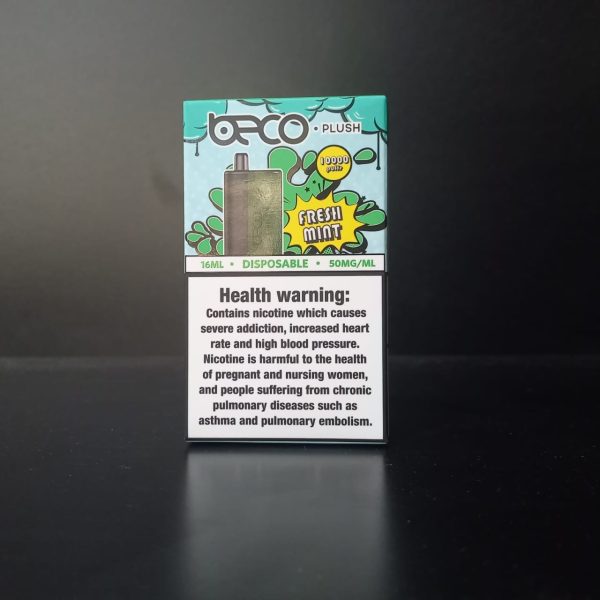 beco • PLUSH
10000
puffs
FRESH
MINT
16ML • DISPOSABLE • 50MG/ML
Health warning:
Contains nicotine which causes
severe addiction, increased heart
rate and high blood pressure.
Nicotine is harmful to the health
of pregnant and nursing women,
and people suffering from chronic
pulmonary diseases such as
asthma and pulmonary embolism.